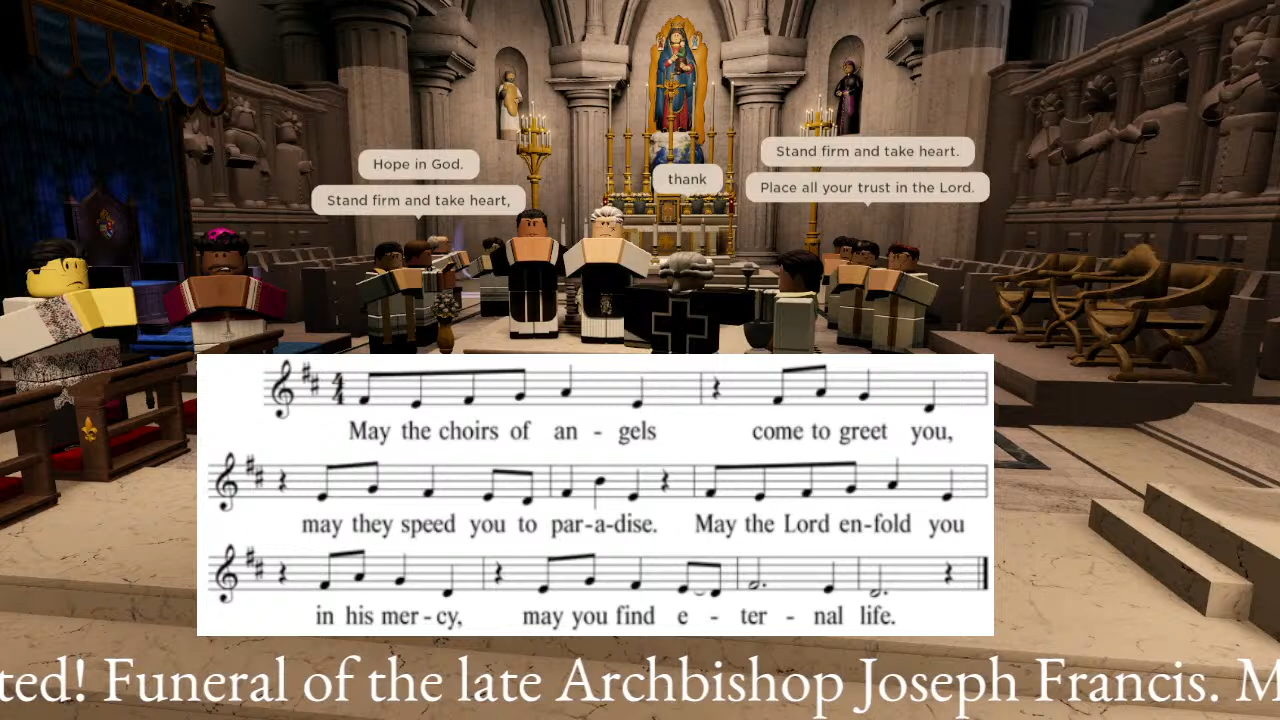 Hope in God.
Stand firm and take heart,
thank
Stand firm and take heart.
Place all your trust in the Lord.
4
4
May the choirs of an - gels come to greet you,
may they speed you to par-a-dise. May the Lord en-fold you
in his mer-cy, may you find e - ter - nal life.
ted! Funeral of the late Archbishop Joseph Francis. M